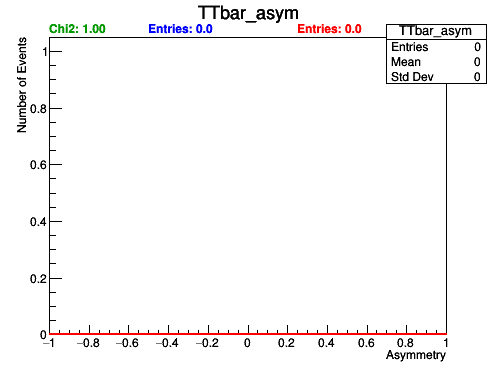 TTbar_asym
Chi2: 1.00 Entries: 0.0 Entries: 0.0
TTbar_asym
Entries 0
Mean 0
Std Dev 0
Number of Events
1
0.8
0.6
0.4
0.2
0
−1 −0.8 −0.6 −0.4 −0.2 0 0.2 0.4 0.6 0.8 1
Asymmetry